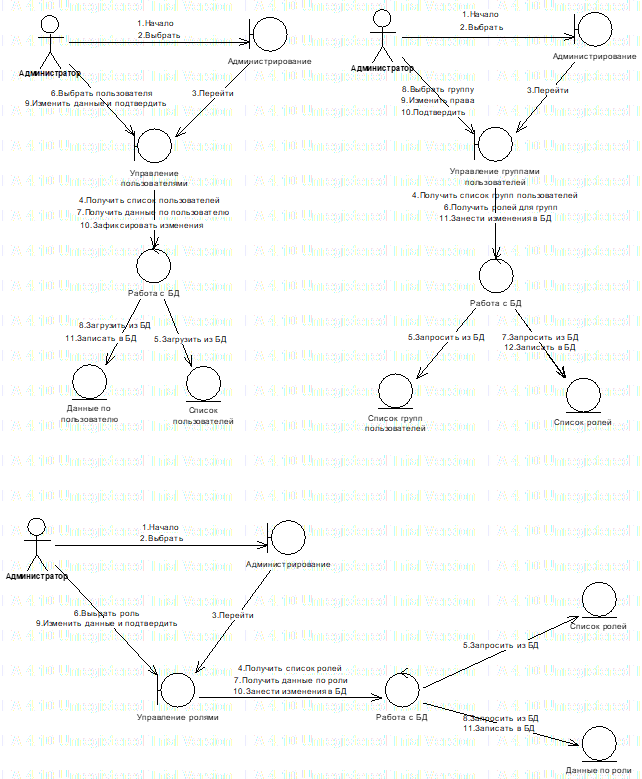 1.Начало
2.Выбрать
Администратор
Администрирование
6.Выбрать пользователя
9.Изменить данные и подтвердить
3.Перейти
Управление
пользователями
4.Получить список пользователей
7.Получить данные по пользователю
10.Зафиксировать изменения
Работа с БД
8.Загрузить из БД
11.Записать в БД
5.Загрузить из БД
Данные по
пользователю
Список
пользователей
1.Начало
2.Выбрать
Администратор
Администрирование
8.Выбрать группу
9.Изменить права
10.Подтвердить
3.Перейти
Управление группами
пользователей
4.Получить список групп пользователей
6.Получить ролей для групп
11.Занести изменения в БД
Работа с БД
5.Запросить из БД
7.Запросить из БД
12.Записать в БД
Список групп
пользователей
Список ролей
1.Начало
2.Выбрать
Администратор
Администрирование
6.Выбрать роль
9.Изменить данные и подтвердить
3.Перейти
Управление ролями
4.Получить список ролей
7.Получить данные по роли
10.Занести изменения в БД
Работа с БД
5.Запросить из БД
Список ролей
8.Запросить из БД
11.Записать в БД
Данные по роли